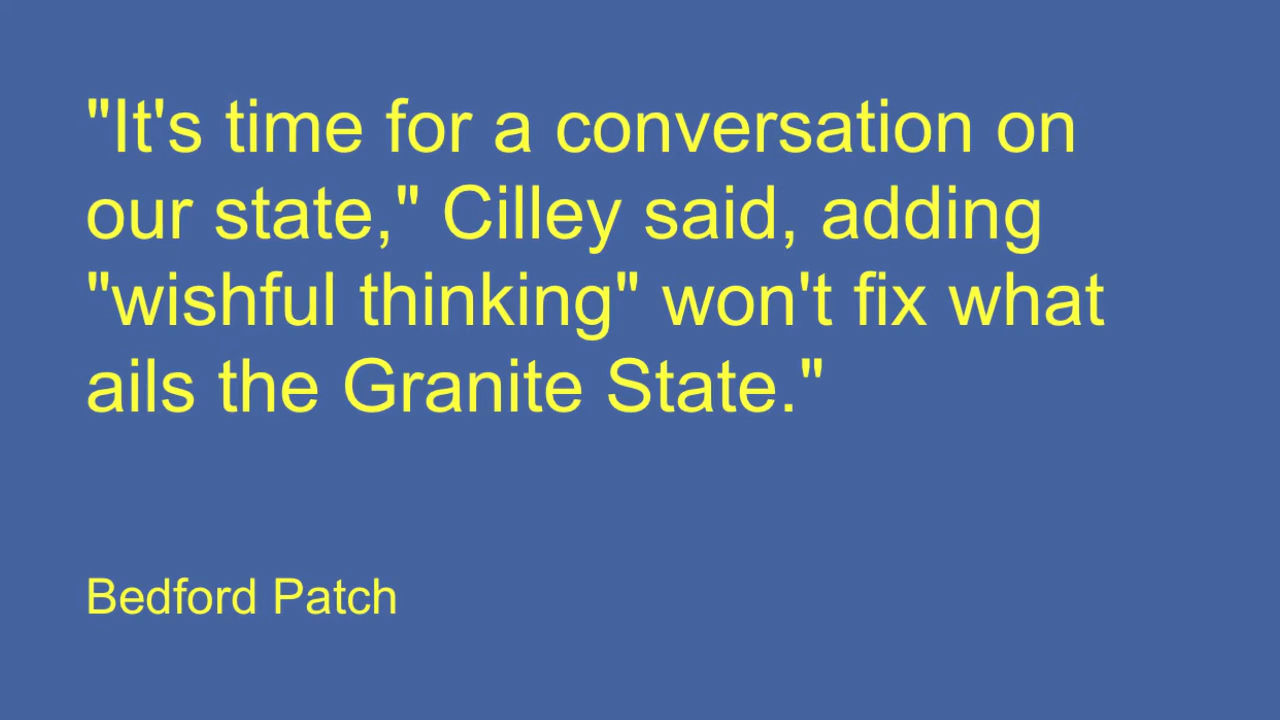 "It's time for a conversation on
our state," Cilley said, adding
"wishful thinking" won't fix what
ails the Granite State."
Bedford Patch